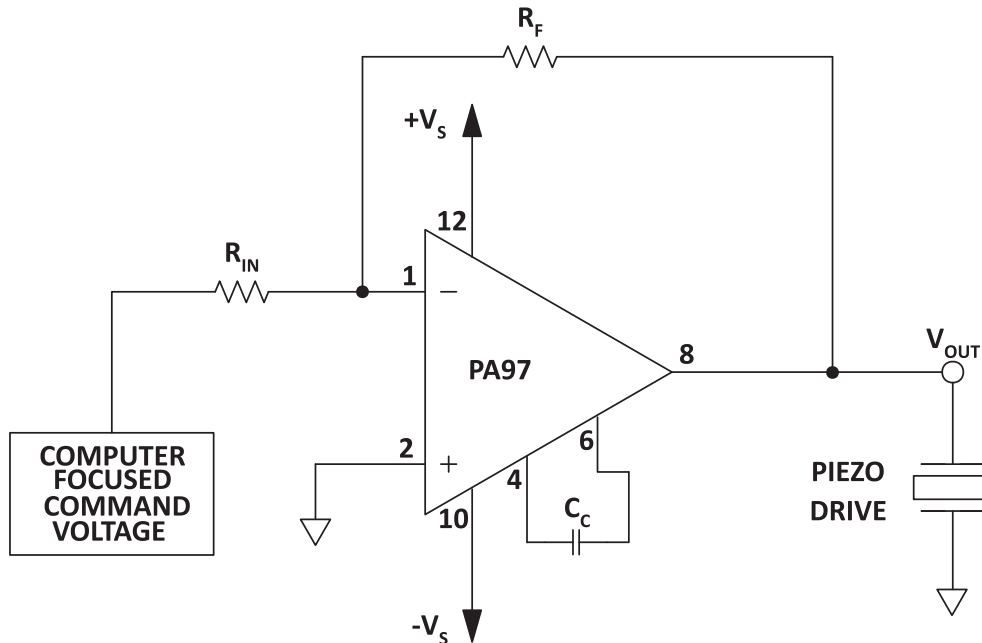 R_F
+V_S
12
R_IN
1
−
PA97
8
V_OUT
2
+
COMPUTER
FOCUSED
COMMAND
VOLTAGE
6
4
10
C_C
PIEZO
DRIVE
-V_S